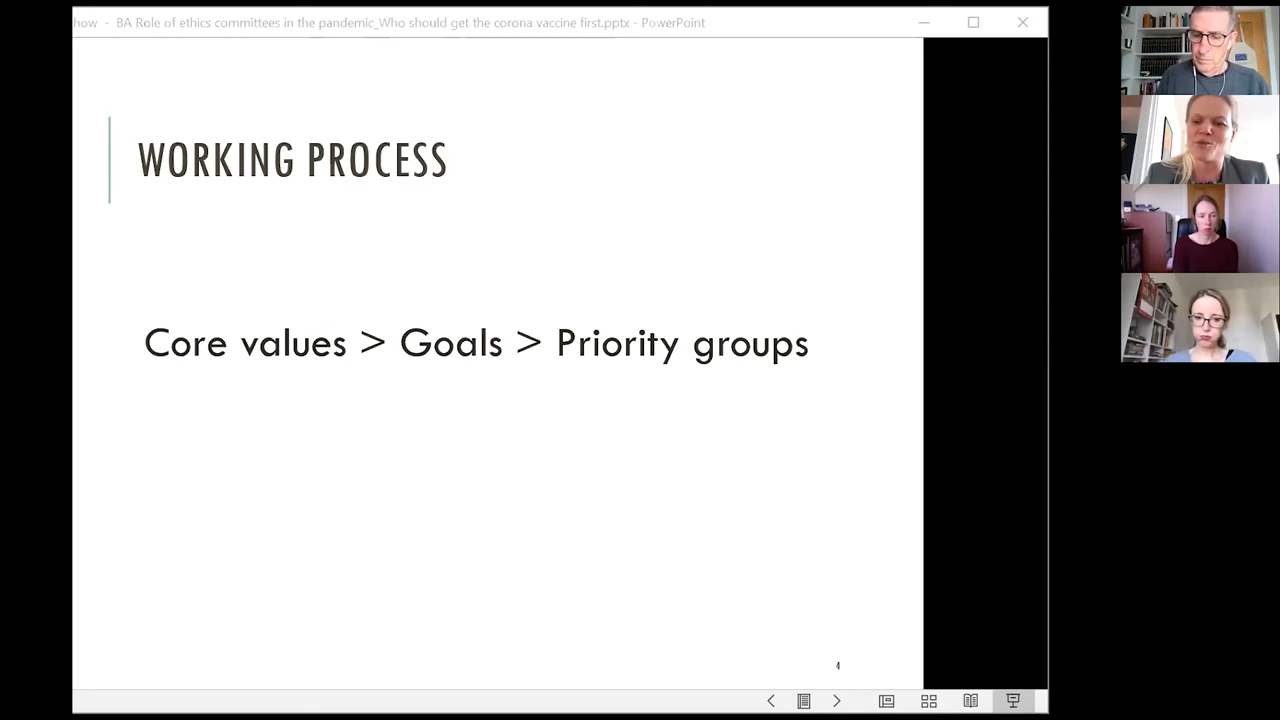 how - BA Role of ethics committees in the pandemic_Who should get the corona vaccine first.pptx - PowerPoint
WORKING PROCESS
Core values > Goals > Priority groups
4